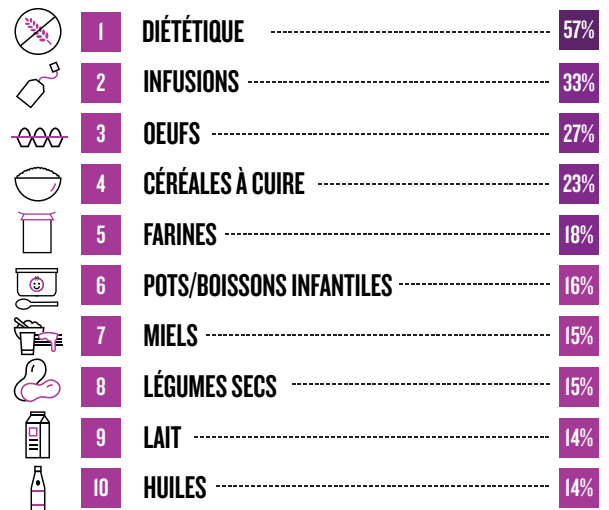 1 DIÉTÉTIQUE 57%
2 INFUSIONS 33%
3 OEUFS 27%
4 CÉRÉALES À CUIRE 23%
5 FARINES 18%
6 POTS/BOISSONS INFANTILES 16%
7 MIELS 15%
8 LÉGUMES SECS 15%
9 LAIT 14%
10 HUILES 14%